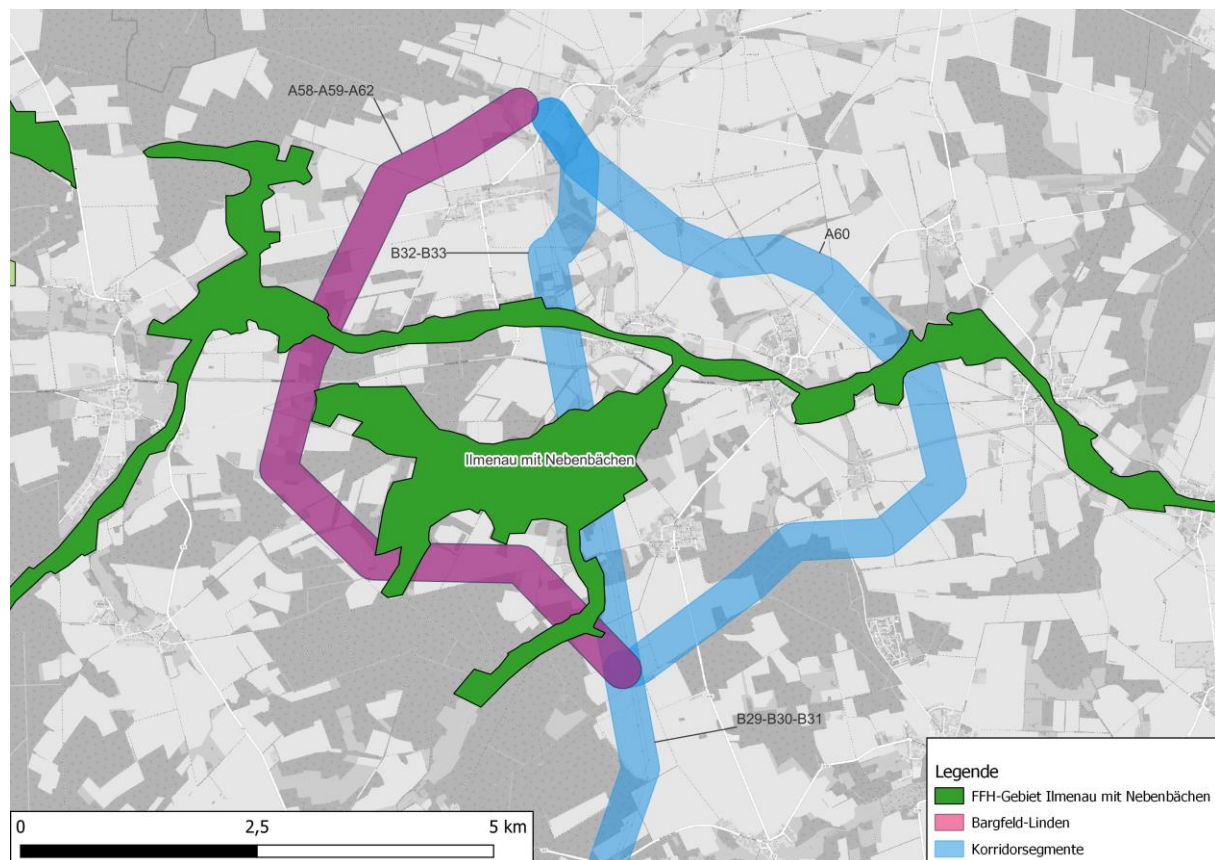 A58-A59-A62
B32-B33
A60
Ilmenau mit Nebenbächen
B29-B30-B31
0 2,5 5 km
Legende
FFH-Gebiet Ilmenau mit Nebenbächen
Bargfeld-Linden
Korridorsegmente